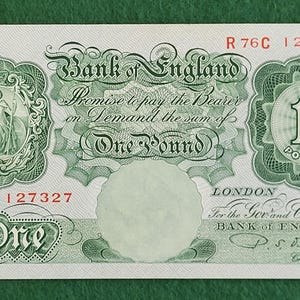 R 76C 12
Bank of England
Promise to pay the Bearer
on Demand the sum of
One Pound
127327
LONDON
For the Gov and
BANK of EN
One